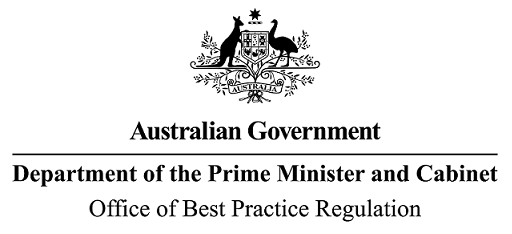 AUSTRALIA
Australian Government
Department of the Prime Minister and Cabinet
Office of Best Practice Regulation